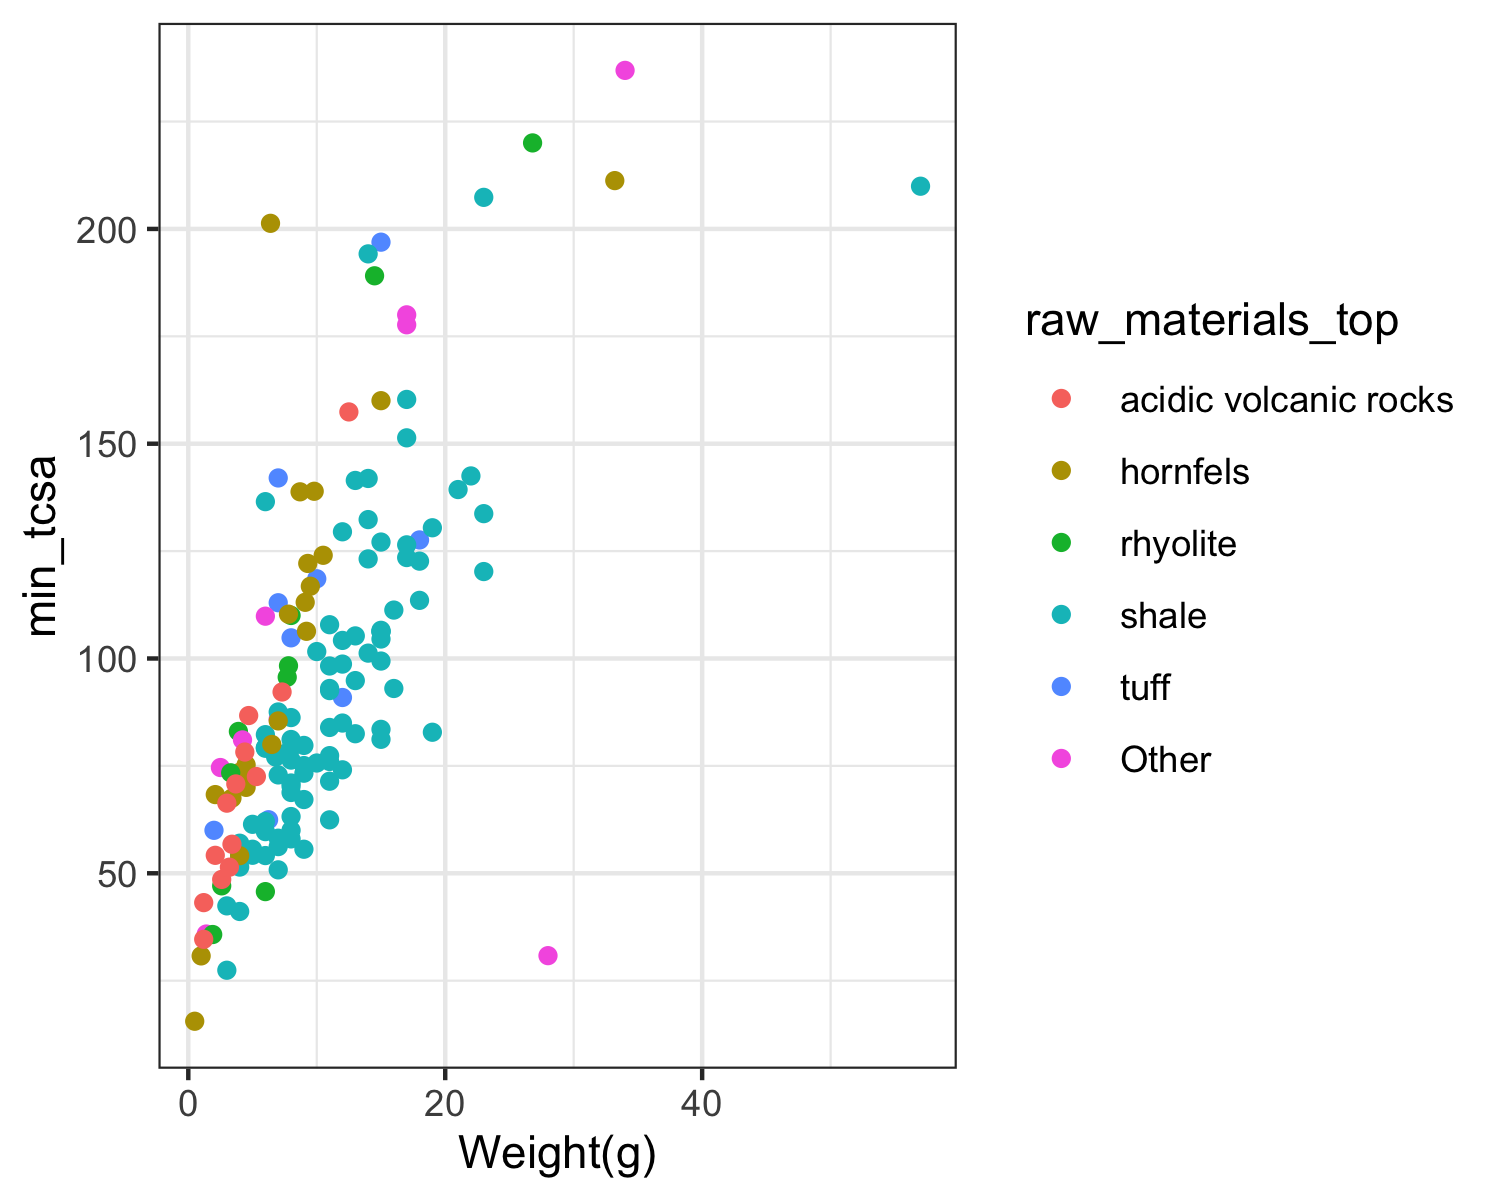 200
150
100
50
min_tcsa
0 20 40
Weight(g)
raw_materials_top
acidic volcanic rocks
hornfels
rhyolite
shale
tuff
Other